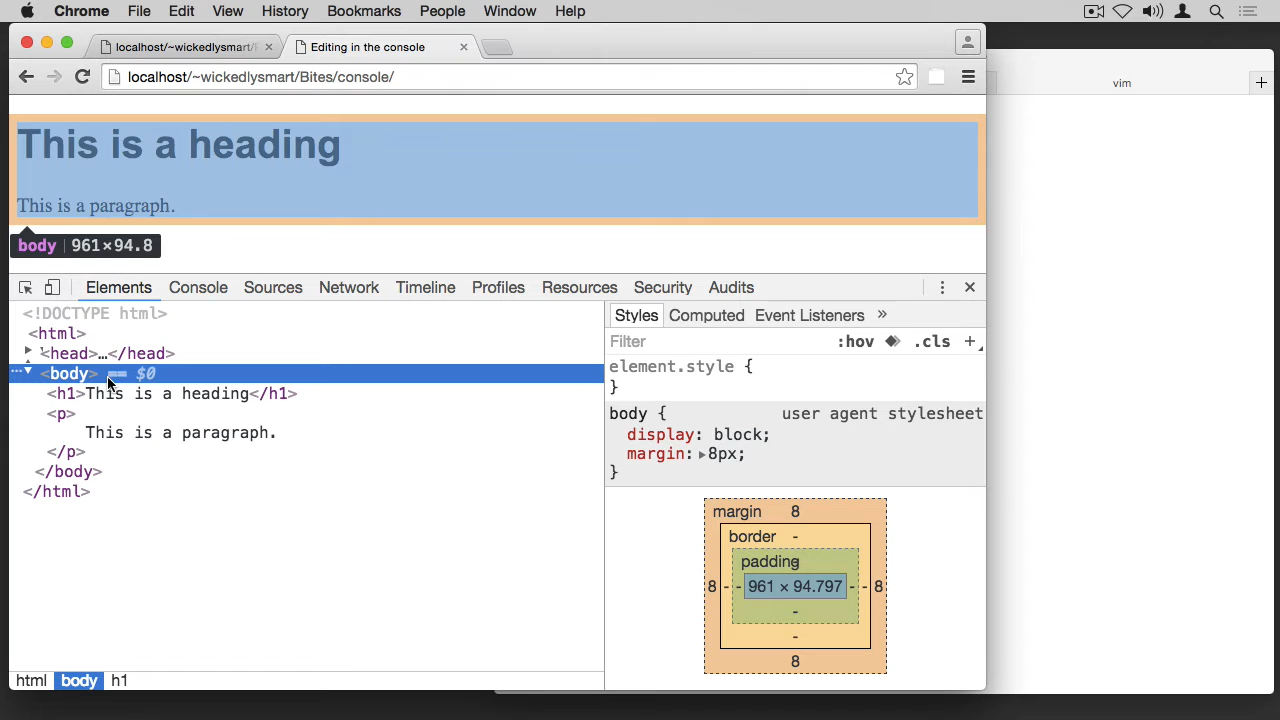 Chrome File Edit View History Bookmarks People Window Help
localhost/~wickedlysmart/ Editing in the console
localhost/~wickedlysmart/Bites/console/
vim
This is a heading
This is a paragraph.
body 961×94.8
Elements Console Sources Network Timeline Profiles Resources Security Audits
<!DOCTYPE html>
<html>
<head>…</head>
<body> == $0
<h1>This is a heading</h1>
<p>
This is a paragraph.
</p>
</body>
</html>
html body h1
Styles Computed Event Listeners »
Filter :hov .cls +
element.style {
}
body { user agent stylesheet
display: block;
margin: 8px;
}
margin 8
border -
padding -
8 - - 961 × 94.797 - - 8
-
-
8